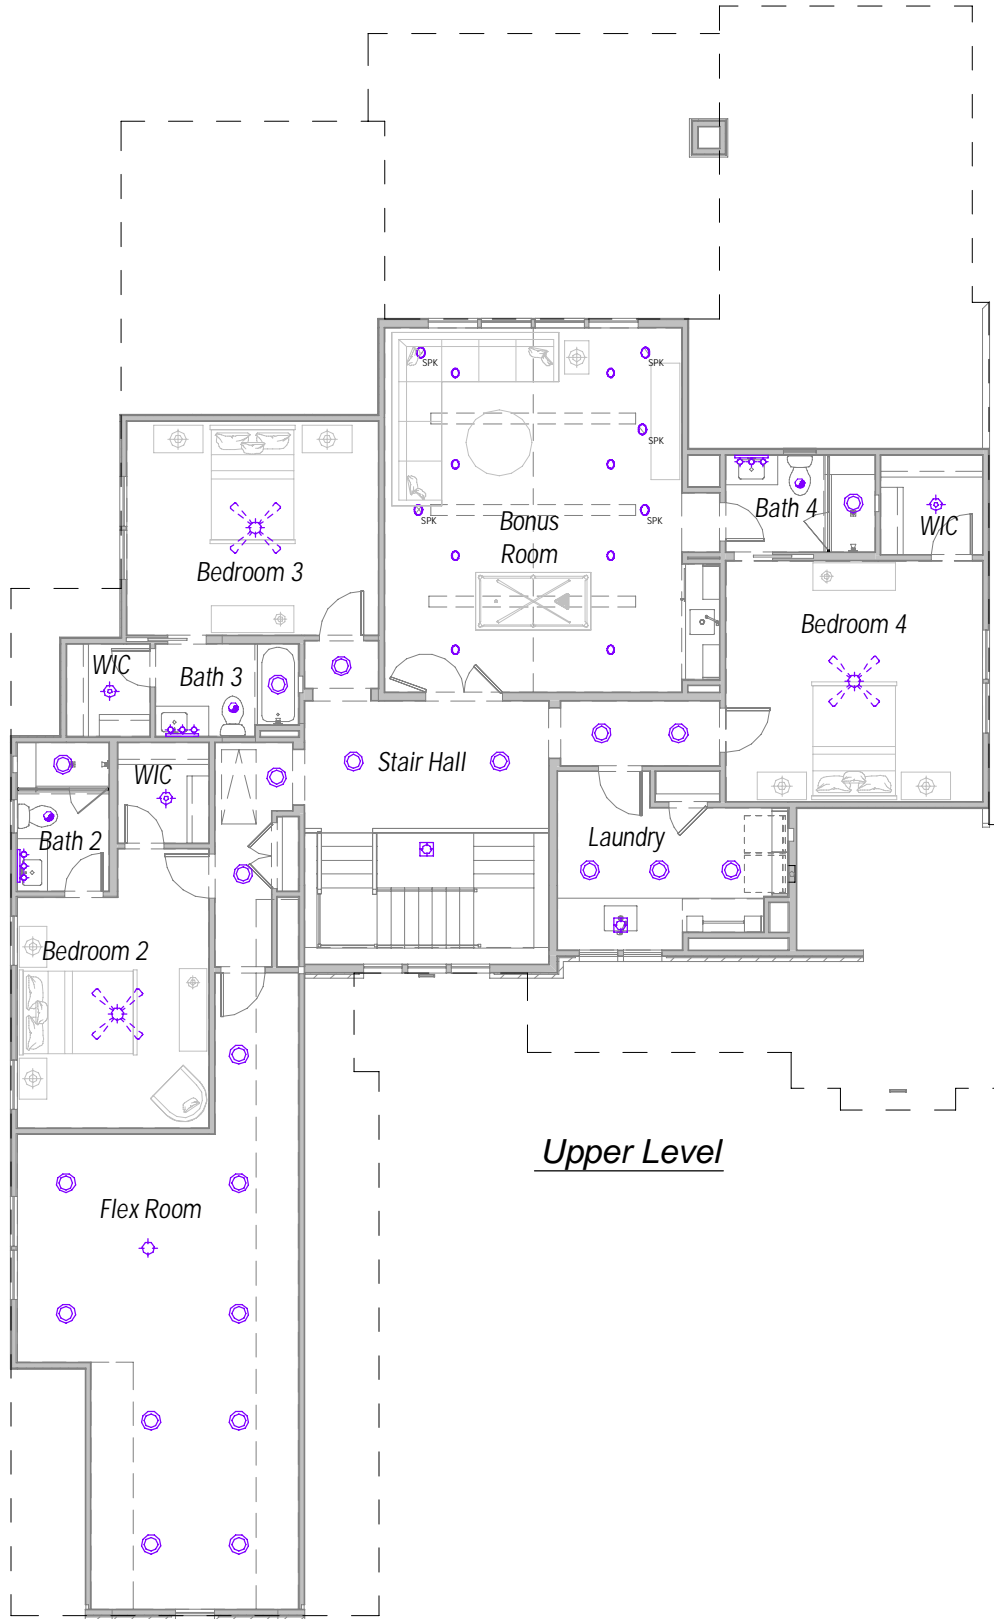 SPK
SPK
SPK
SPK
SPK
Bonus
Room
Bath 4
WIC
Bedroom 3
Bedroom 4
WIC
Bath 3
Stair Hall
WIC
Bath 2
Laundry
Bedroom 2
Upper Level
Flex Room